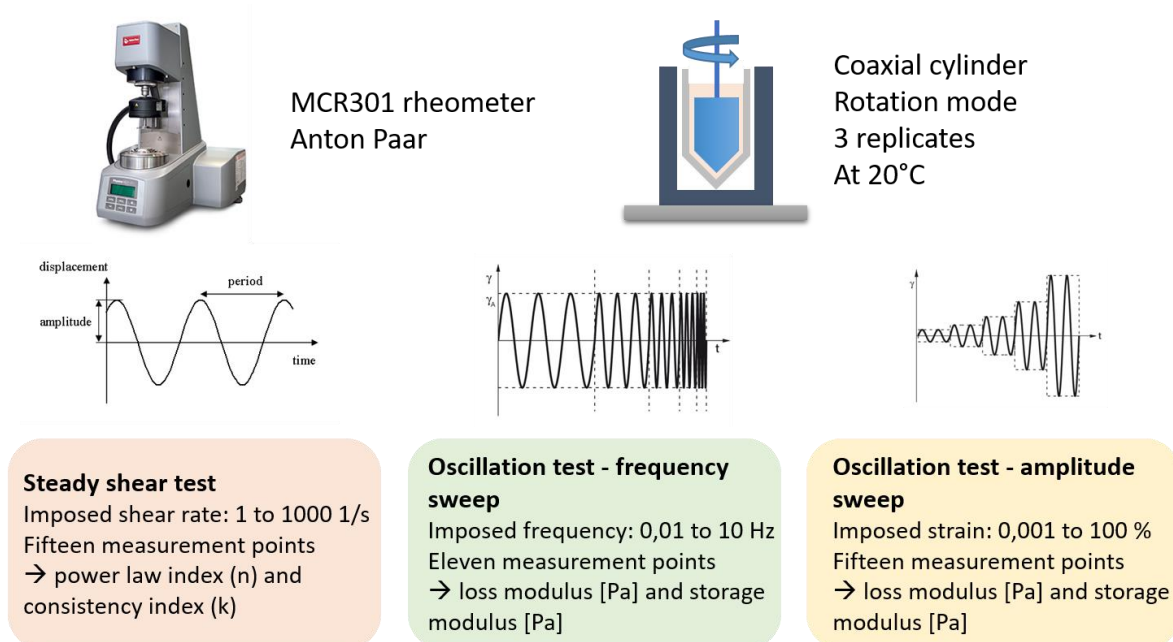 MCR301 rheometer
Anton Paar
Coaxial cylinder
Rotation mode
3 replicates
At 20°C
displacement
period
amplitude
time
γ
γA
t
γ
t
Steady shear test
Imposed shear rate: 1 to 1000 1/s
Fifteen measurement points
→ power law index (n) and
consistency index (k)
Oscillation test - frequency
sweep
Imposed frequency: 0,01 to 10 Hz
Eleven measurement points
→ loss modulus [Pa] and storage
modulus [Pa]
Oscillation test - amplitude
sweep
Imposed strain: 0,001 to 100 %
Fifteen measurement points
→ loss modulus [Pa] and storage
modulus [Pa]